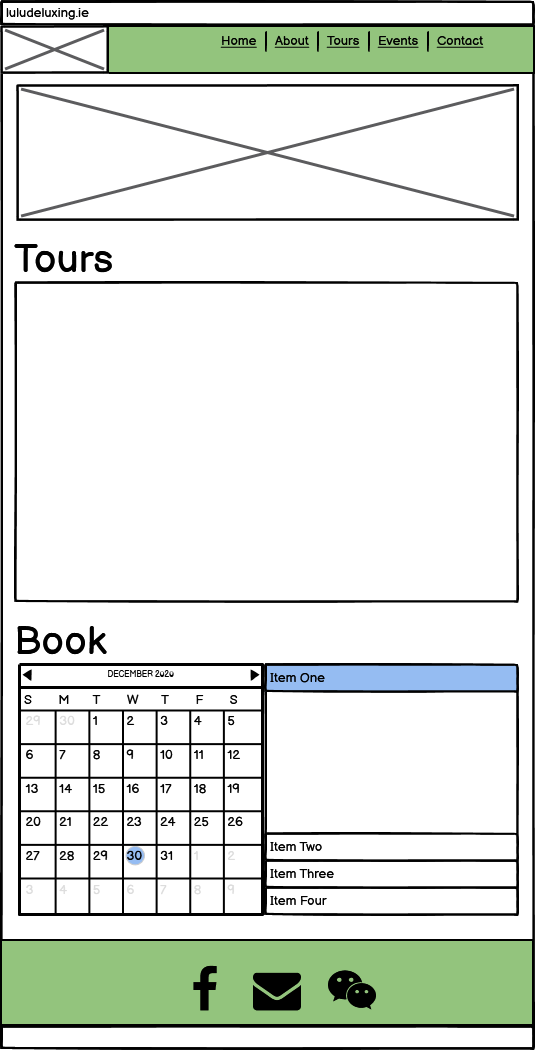 luludeluxing.ie
Home About Tours Events Contact
Tours
Book
DECEMBER 2020
S M T W T F S
29 30 1 2 3 4 5
6 7 8 9 10 11 12
13 14 15 16 17 18 19
20 21 22 23 24 25 26
27 28 29 30 31 1 2
3 4 5 6 7 8 9
Item One
Item Two
Item Three
Item Four